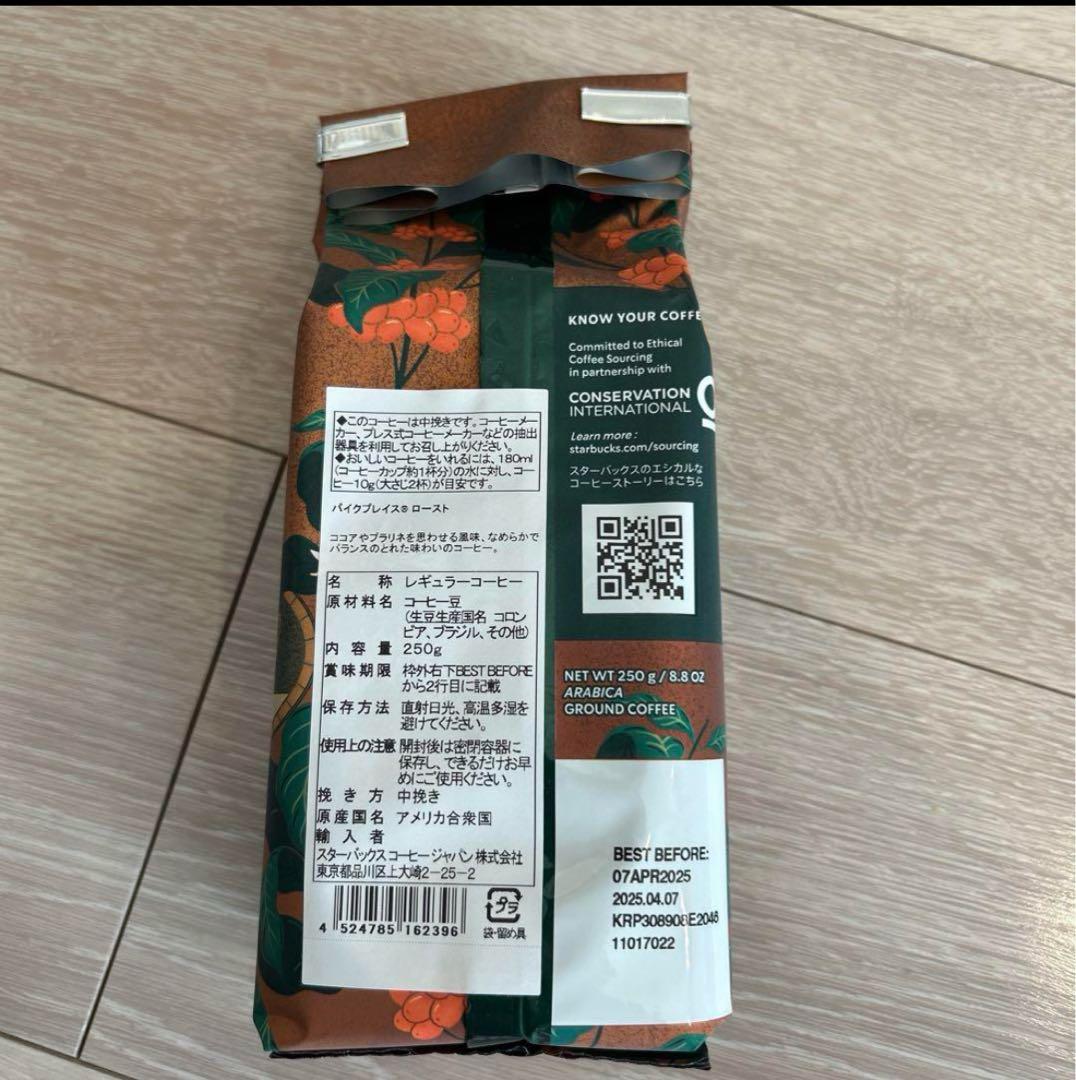 ◆このコーヒーは中挽きです。コーヒーメー
カー、プレス式コーヒーメーカーなどの抽出
器具を利用してお召し上がりください。
◆おいしいコーヒーをいれるには、180ml
(コーヒーカップ約1杯分)の水に対し、コー
ヒー10g(大さじ2杯)が目安です。
パイクプレイス® ロースト
ココアやプラリネを思わせる風味、なめらかで
バランスのとれた味わいのコーヒー。
名 称 レギュラーコーヒー
原材料名 コーヒー豆
(生豆生産国名 コロン
ビア、ブラジル、その他)
内容量 250g
賞味期限 枠外右下BEST BEFORE
から2行目に記載
保存方法 直射日光、高温多湿を
避けてください。
使用上の注意 開封後は密閉容器に
保存し、できるだけお早
めにご使用ください。
挽き方 中挽き
原産国名 アメリカ合衆国
輸入者
スターバックス コーヒー ジャパン 株式会社
東京都品川区上大崎2-25-2
4 524785 162396
プラ
袋・留め具
KNOW YOUR COFFE
Committed to Ethical
Coffee Sourcing
in partnership with
CONSERVATION
INTERNATIONAL
Learn more :
starbucks.com/sourcing
スターバックスのエシカルな
コーヒーストーリーはこちら
NET WT 250 g / 8.8 OZ
ARABICA
GROUND COFFEE
BEST BEFORE:
07APR2025
2025.04.07
KRP308908E2046
11017022